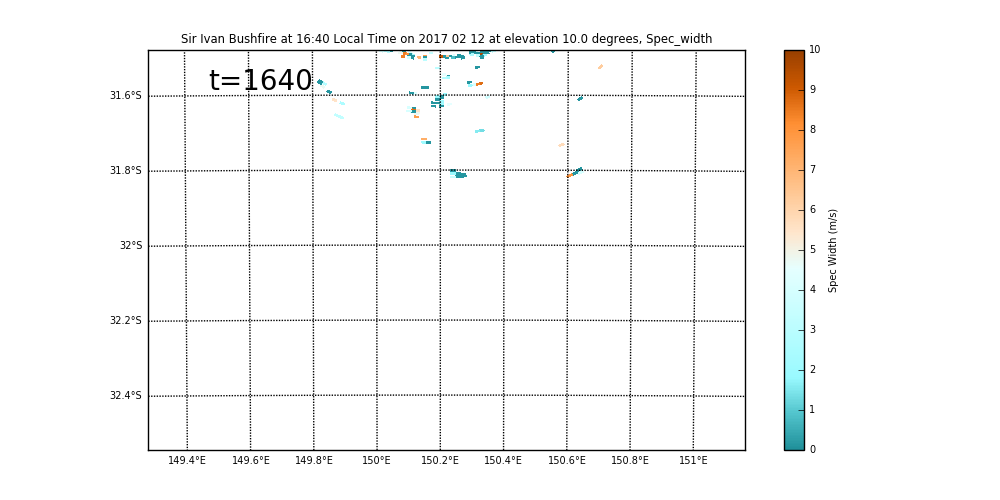 Sir Ivan Bushfire at 16:40 Local Time on 2017 02 12 at elevation 10.0 degrees, Spec_width
t=1640
31.6°S
31.8°S
32°S
32.2°S
32.4°S
149.4°E 149.6°E 149.8°E 150°E 150.2°E 150.4°E 150.6°E 150.8°E 151°E
10
9
8
7
6
5
4
3
2
1
0
Spec Width (m/s)